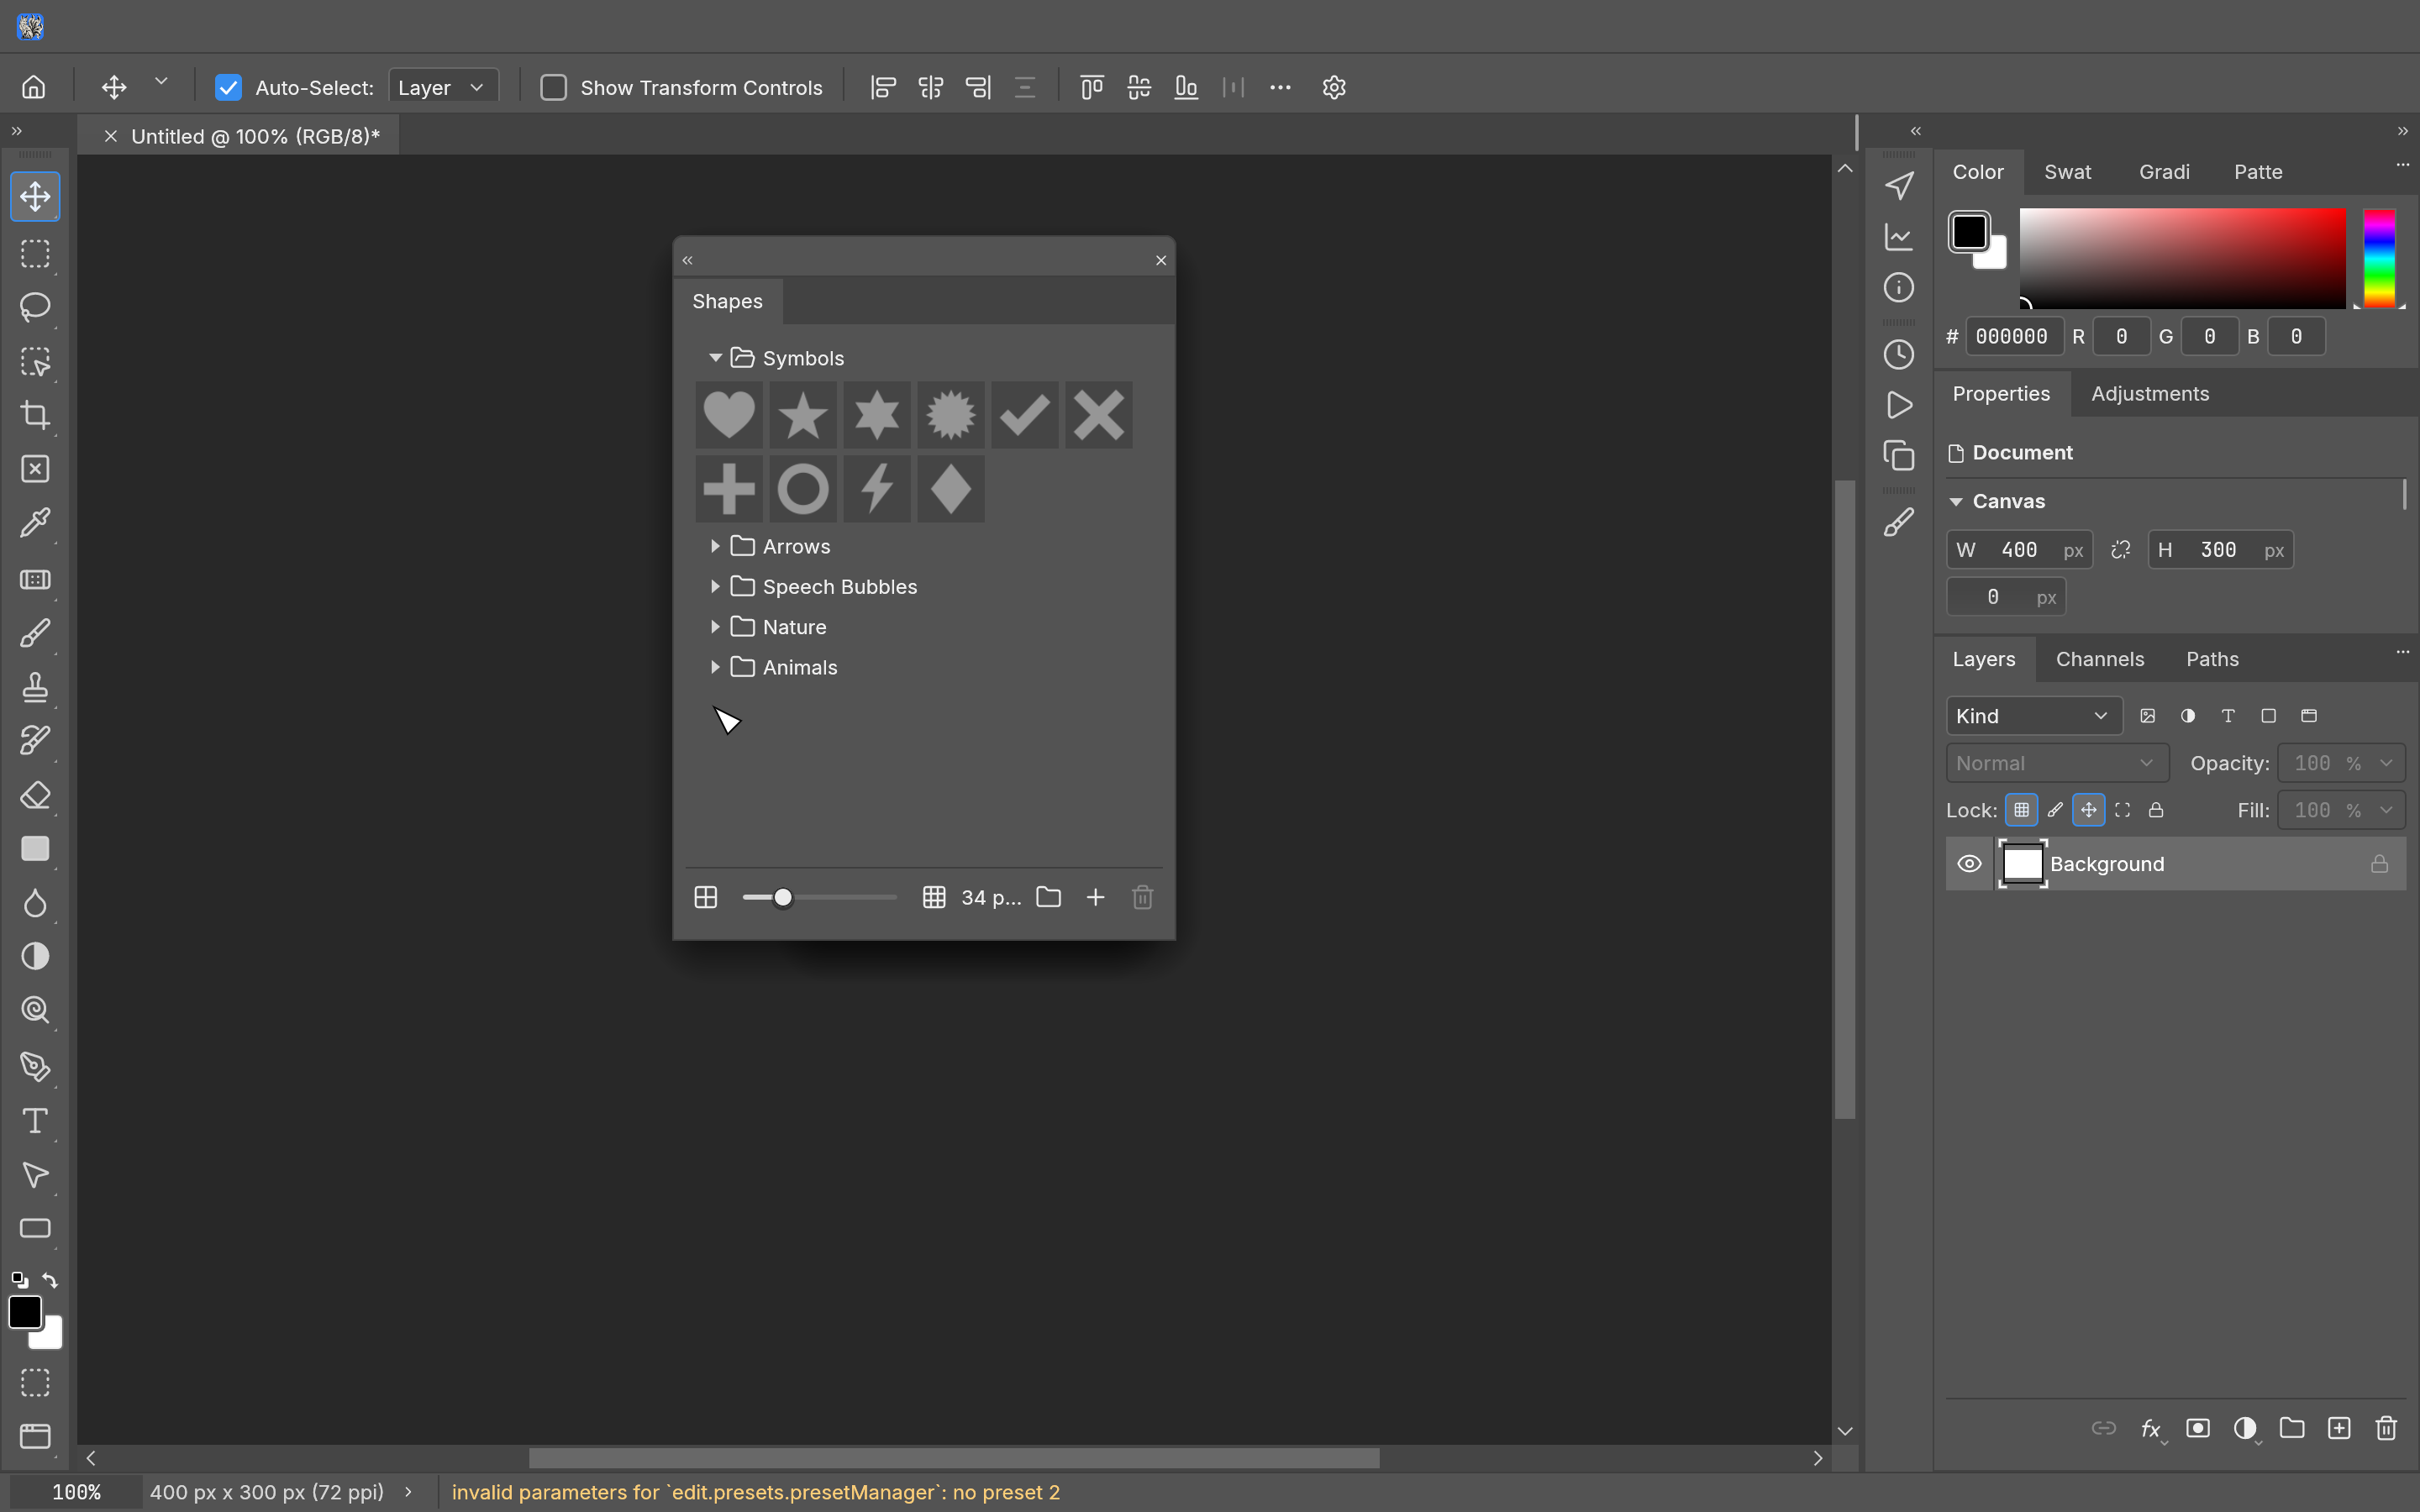 Auto-Select: Layer Show Transform Controls
Untitled @ 100% (RGB/8)*
Color Swat Gradi Patte
# 000000 R 0 G 0 B 0
Properties Adjustments
Document
Canvas
W 400 px H 300 px
0 px
Layers Channels Paths
Kind
Normal Opacity: 100 %
Lock: Fill: 100 %
Background
Shapes
Symbols
Arrows
Speech Bubbles
Nature
Animals
34 p...
100% 400 px x 300 px (72 ppi) invalid parameters for `edit.presets.presetManager`: no preset 2